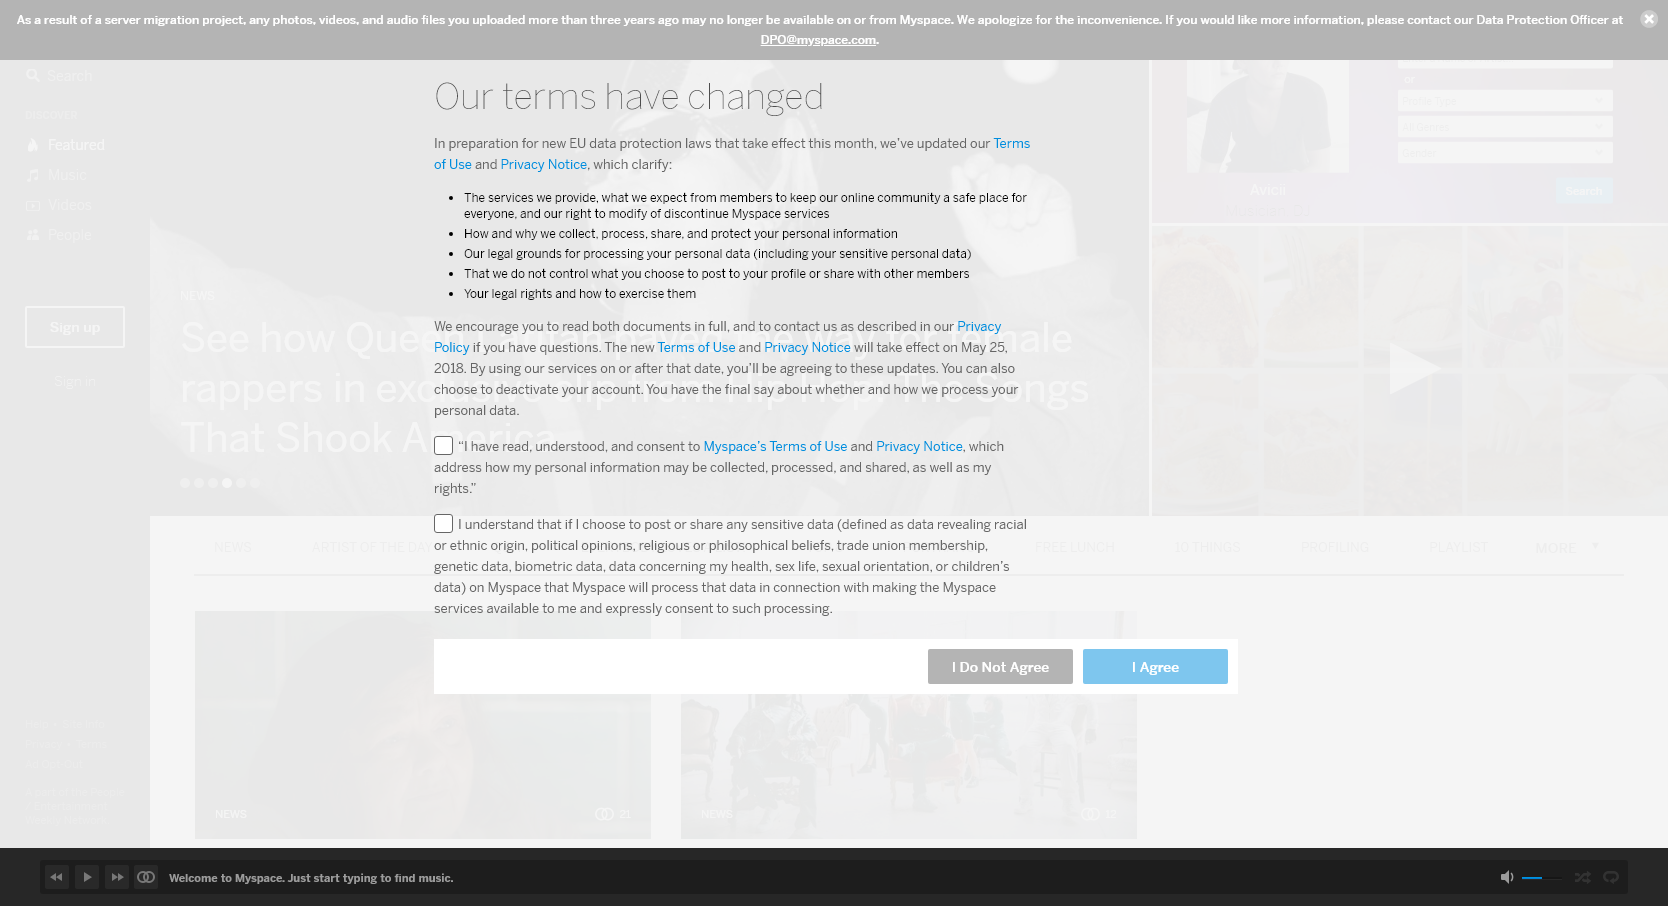 As a result of a server migration project, any photos, videos, and audio files you uploaded more than three years ago may no longer be available on or from Myspace. We apologize for the inconvenience. If you would like more information, please contact our Data Protection Officer at
DPO@myspace.com.
Search
DISCOVER
Featured
Music
Videos
People
Sign up
Sign in
Our terms have changed
In preparation for new EU data protection laws that take effect this month, we've updated our Terms
of Use and Privacy Notice, which clarify:
• The services we provide, what we expect from members to keep our online community a safe place for
everyone, and our right to modify of discontinue Myspace services
• How and why we collect, process, share, and protect your personal information
• Our legal grounds for processing your personal data (including your sensitive personal data)
• That we do not control what you choose to post to your profile or share with other members
• Your legal rights and how to exercise them
We encourage you to read both documents in full, and to contact us as described in our Privacy
Policy if you have questions. The new Terms of Use and Privacy Notice will take effect on May 25,
2018. By using our services on or after that date, you'll be agreeing to these updates. You can also
choose to deactivate your account. You have the final say about whether and how we process your
personal data.
“I have read, understood, and consent to Myspace's Terms of Use and Privacy Notice, which
address how my personal information may be collected, processed, and shared, as well as my
rights.”
I understand that if I choose to post or share any sensitive data (defined as data revealing racial
or ethnic origin, political opinions, religious or philosophical beliefs, trade union membership,
genetic data, biometric data, data concerning my health, sex life, sexual orientation, or children's
data) on Myspace that Myspace will process that data in connection with making the Myspace
services available to me and expressly consent to such processing.
I Do Not Agree
I Agree
NEWS
See how Queen Latifah paved the way for female
rappers in exclusive clip from Hip Hop: The Songs
That Shook America
Avicii
Search
NEWS
ARTIST OF THE DAY
FREE LUNCH
10 THINGS
PROFILING
PLAYLIST
MORE
NEWS
21
NEWS
12
Welcome to Myspace. Just start typing to find music.